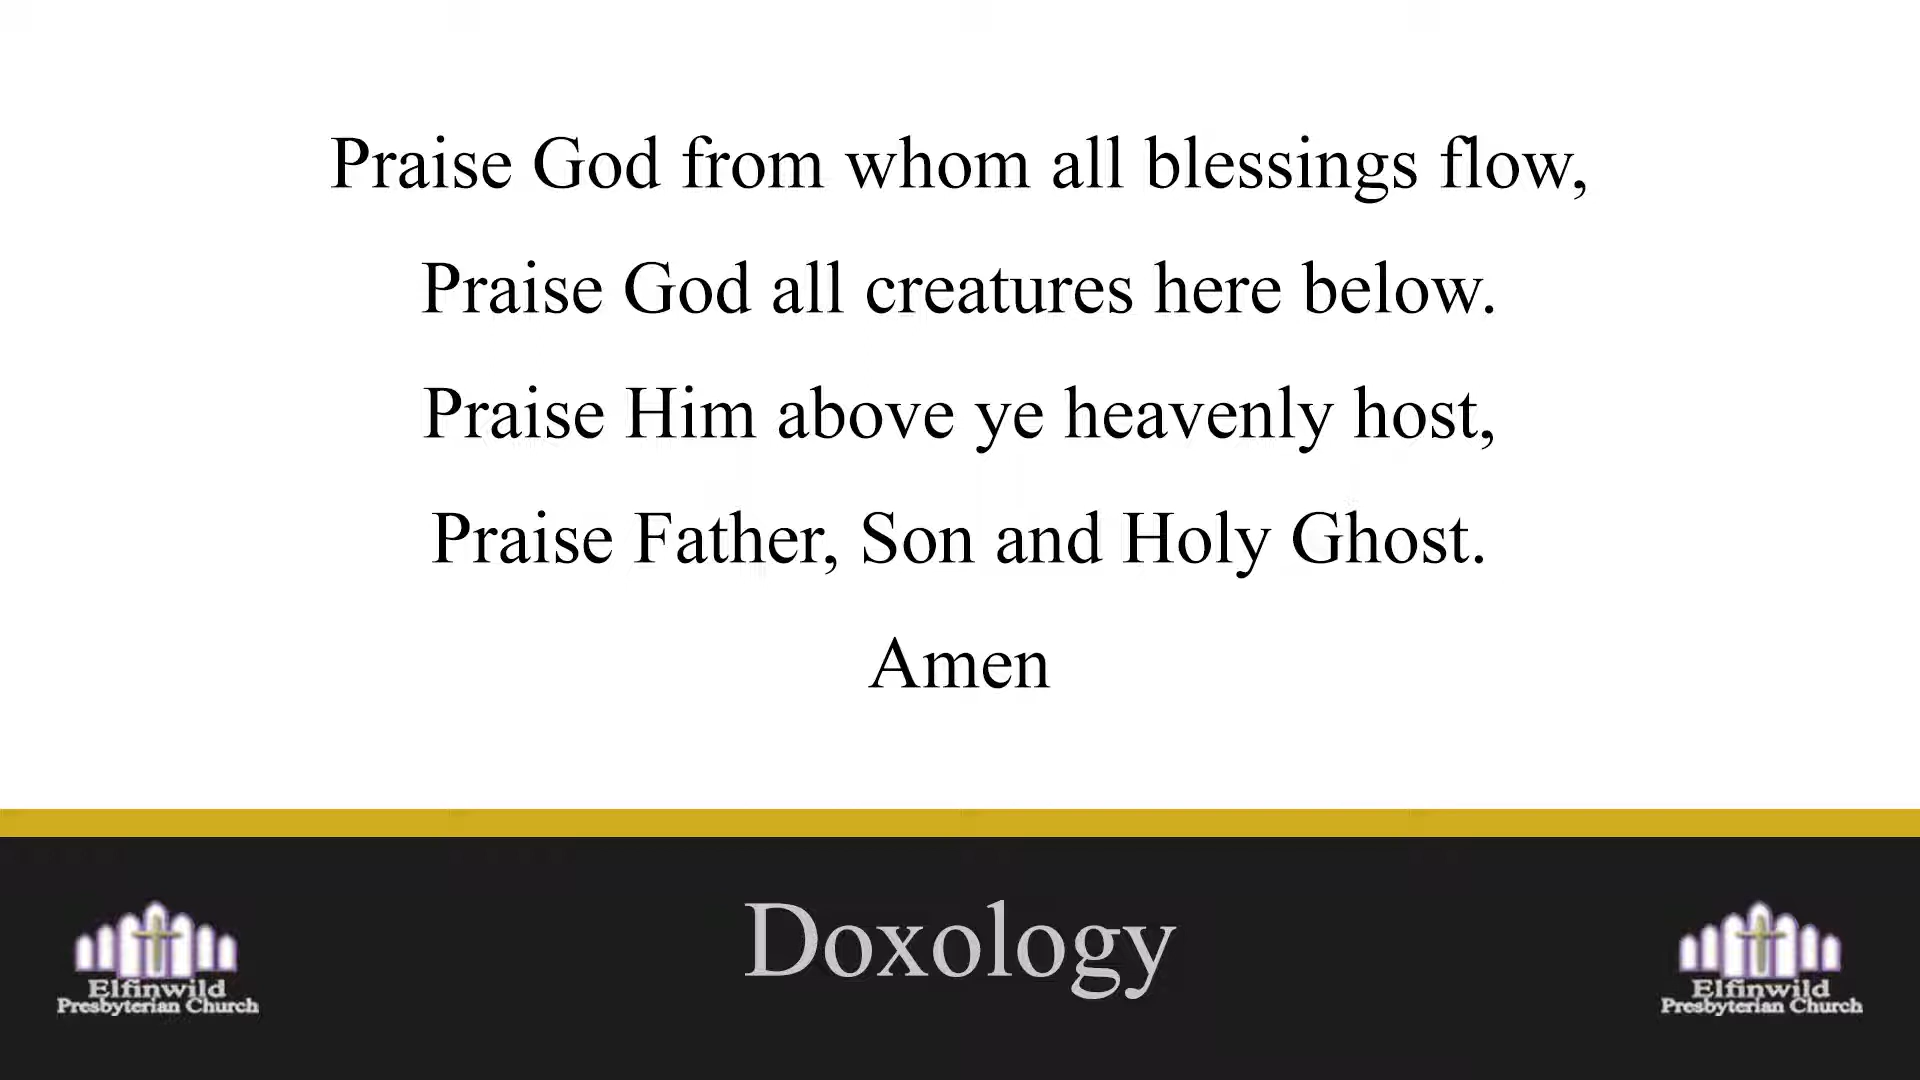 Praise God from whom all blessings flow,
Praise God all creatures here below.
Praise Him above ye heavenly host,
Praise Father, Son and Holy Ghost.
Amen
Doxology
Elfinwild
Presbyterian Church
Elfinwild
Presbyterian Church